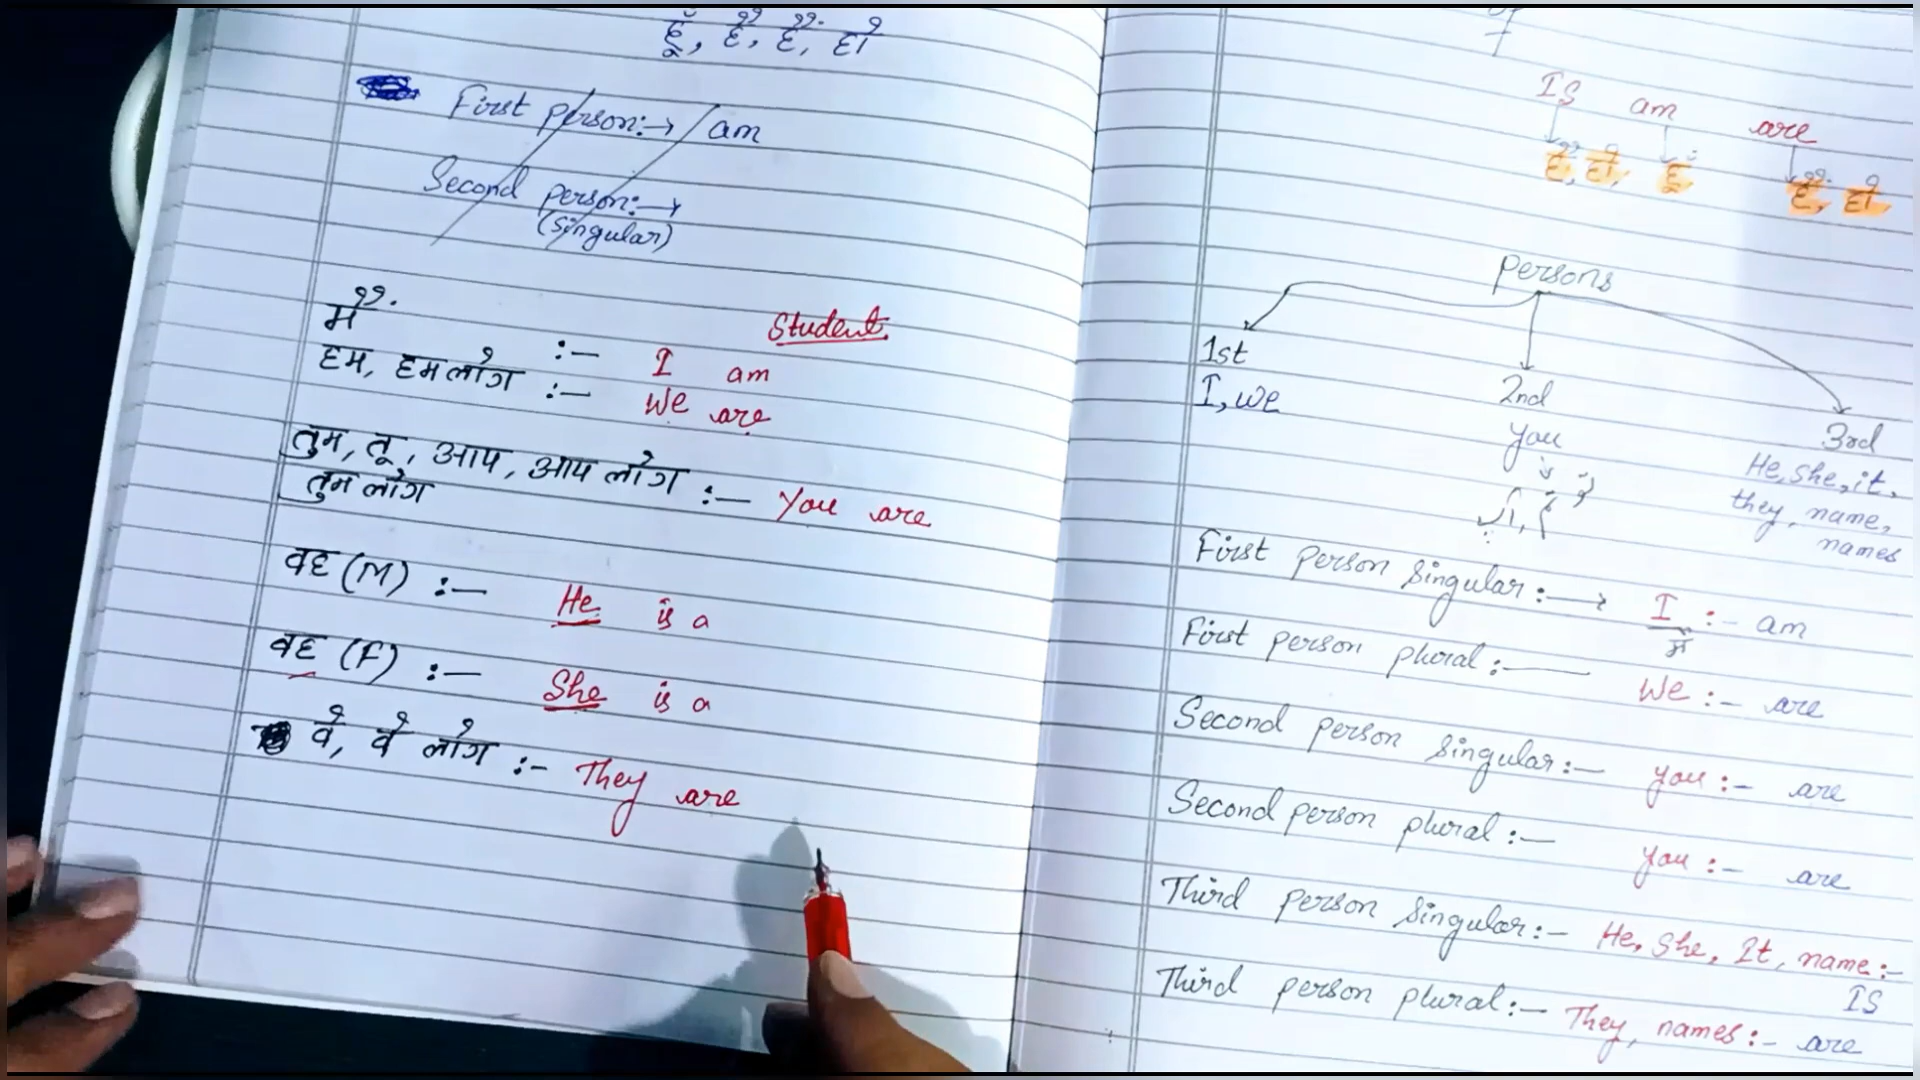 हूँ, है, हैं, हो
First person:→ am
Second person:→
(Singular)
Student
मैं :— I am
हम, हम लोग :— We are
तुम, तू, आप, आप लोग :— You are
तुम लोग
वह (M) :— He is a
वह (F) :— She is a
वे, वे लोग :- They are
IS am are
है, हो, हूँ हैं, हो
persons
1st 2nd 3rd
I, we you He, she, it,
they, name,
names
First person singular:→ I :- am
मैं
First person plural:— We :- are
Second person singular:— you :- are
Second person plural:— you :- are
Third person singular:- He, She, It, name:-
IS
Third person plural:- They, names:- are